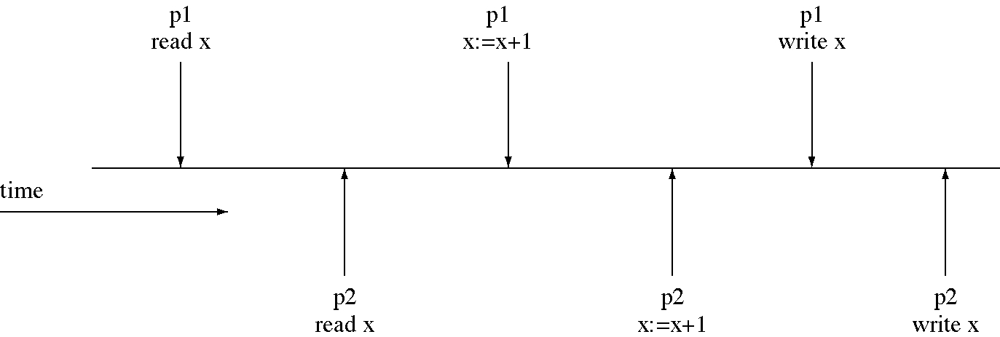 p1
read x
p1
x:=x+1
p1
write x
time
p2
read x
p2
x:=x+1
p2
write x